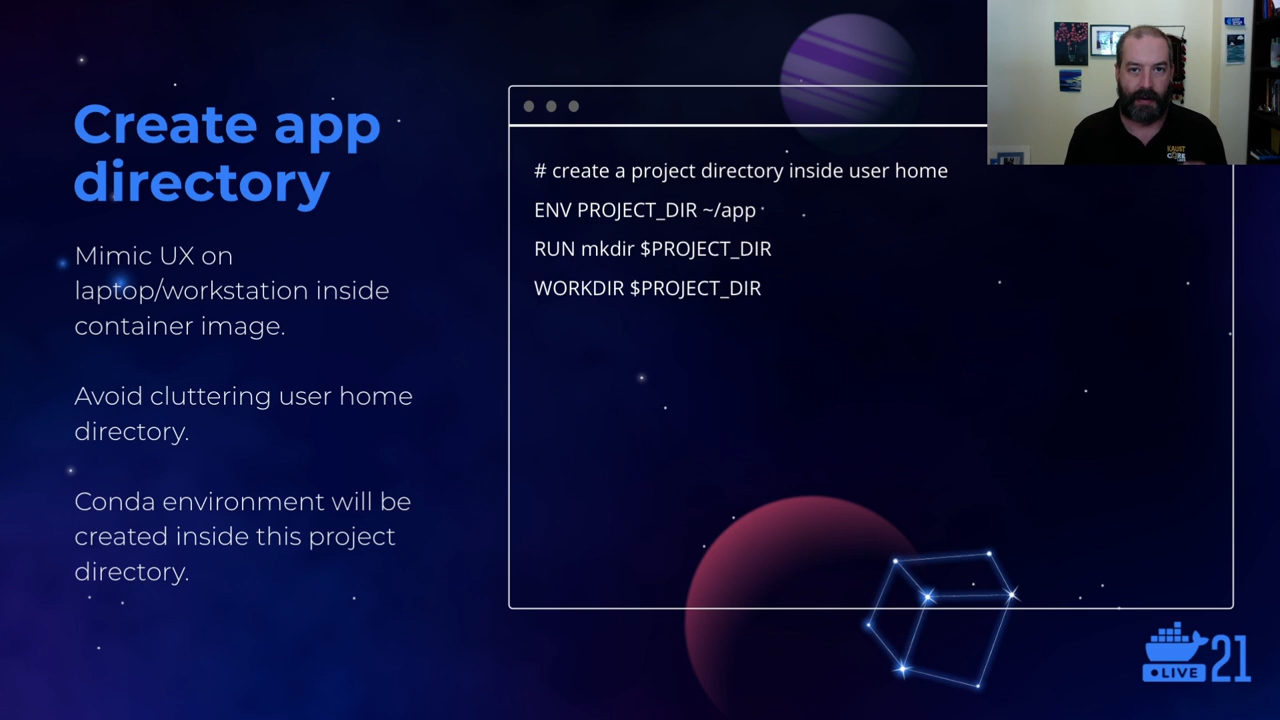 Create app
directory
Mimic UX on
laptop/workstation inside
container image.
Avoid cluttering user home
directory.
Conda environment will be
created inside this project
directory.
# create a project directory inside user home
ENV PROJECT_DIR ~/app
RUN mkdir $PROJECT_DIR
WORKDIR $PROJECT_DIR
KAUST
CORE
LIVE 21